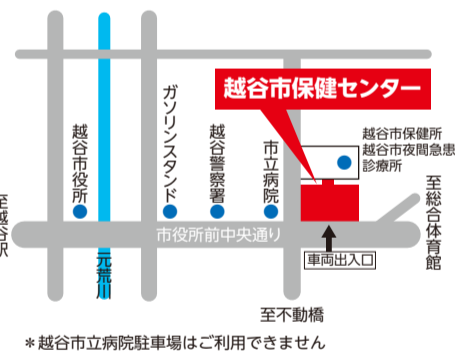 越谷市保健センター
越谷市保健所
越谷市夜間急患
診療所
ガソリンスタンド
越谷市役所
越谷警察署
市立病院
至越谷駅
元荒川
市役所前中央通り
車両出入口
至総合体育館
至不動橋
*越谷市立病院駐車場はご利用できません